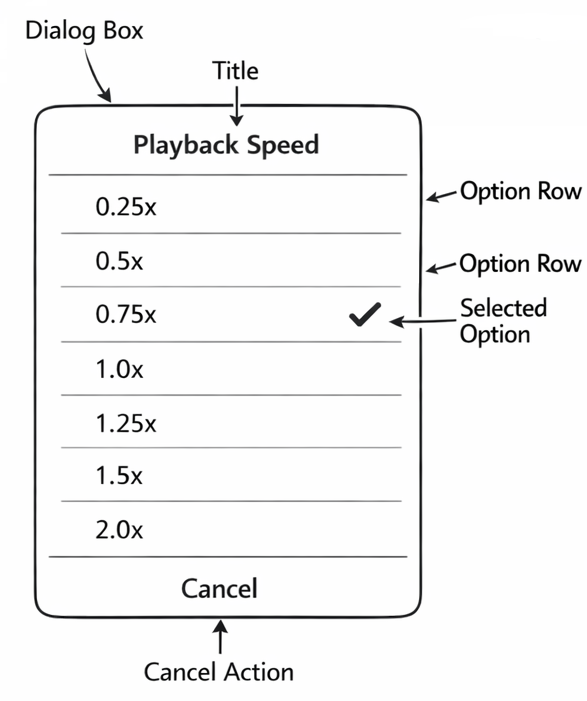 Dialog Box
Title
Playback Speed
0.25x
Option Row
0.5x
Option Row
0.75x
Selected
Option
1.0x
1.25x
1.5x
2.0x
Cancel
Cancel Action